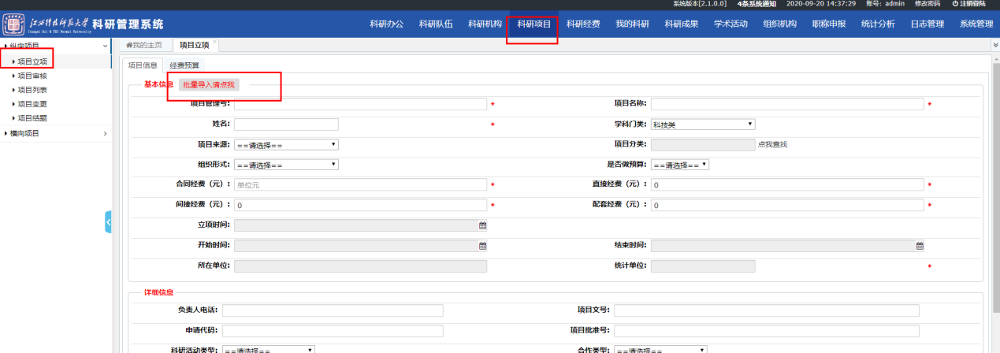 系统版本[2.1.0.0] 4条系统通知 2020-09-20 14:37:29 账号：admin 修改密码 注销登陆
江西科技师范大学 科研管理系统
Jiangxi Sci & TEC Normal University
科研办公 科研队伍 科研机构 科研项目 科研经费 我的科研 科研成果 学术活动 组织机构 职称申报 统计分析 日志管理 系统管理
纵向项目
项目立项
项目审核
项目列表
项目变更
项目结题
横向项目
我的主页 项目立项 ×
项目信息 经费预算
基本信息 批量导入请点我
项目管理号： * 项目名称： *
姓名： * 学科门类： 科技类
项目来源： ==请选择== 项目分类： 点我查找
组织形式： ==请选择== 是否做预算： ==请选择==
合同经费（元）： 单位元 * 直接经费（元）： 0 *
间接经费（元）： 0 * 配套经费（元）： 0 *
立项时间：
开始时间： 结束时间：
所在单位： 统计单位： *
详细信息
负责人电话： 项目文号：
申请代码： 项目批准号：
科研活动类型： ==请选择== 合作类型： ==请选择==